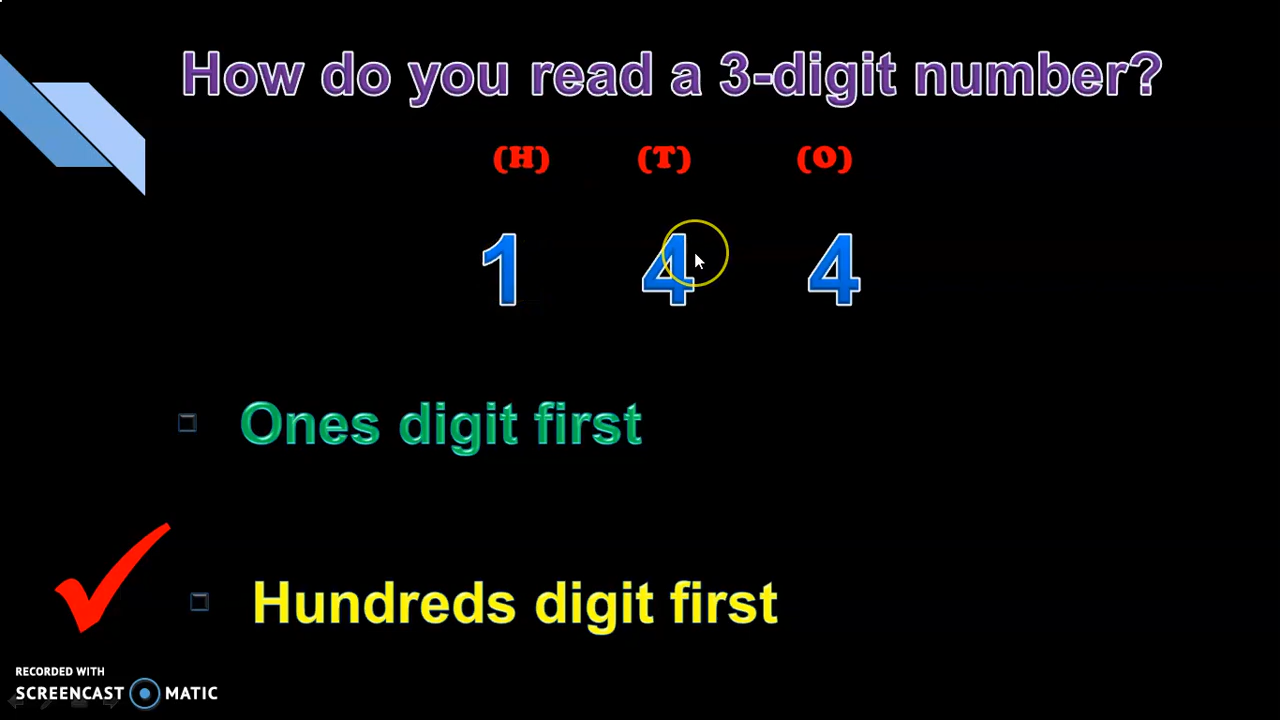 How do you read a 3-digit number?
(H) (T) (O)
1 4 4
Ones digit first
Hundreds digit first
RECORDED WITH
SCREENCAST MATIC